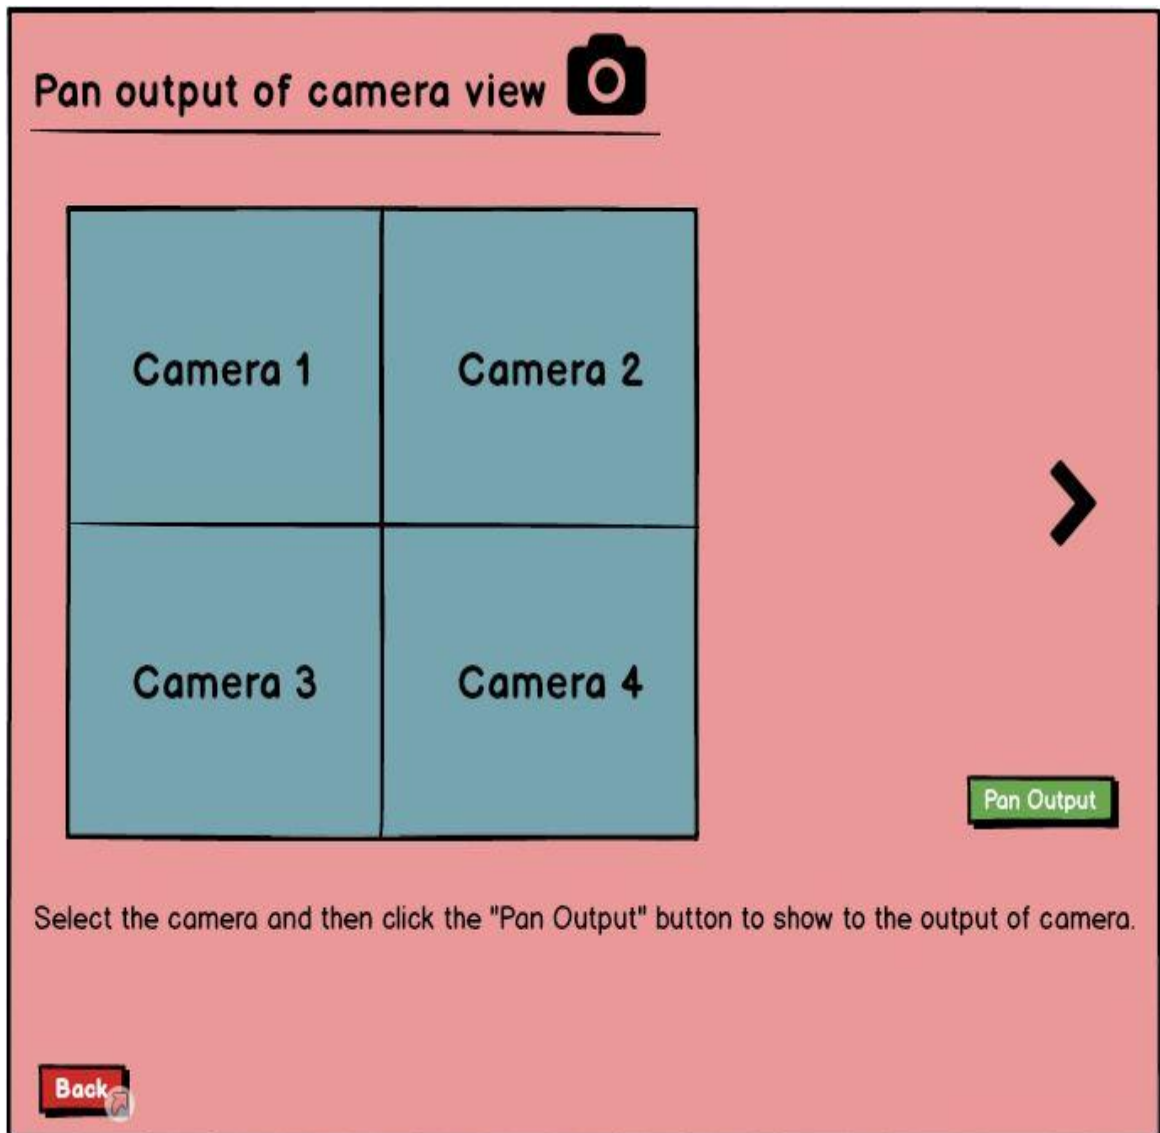 Pan output of camera view
Camera 1
Camera 2
Camera 3
Camera 4
Pan Output
Select the camera and then click the "Pan Output" button to show to the output of camera.
Back